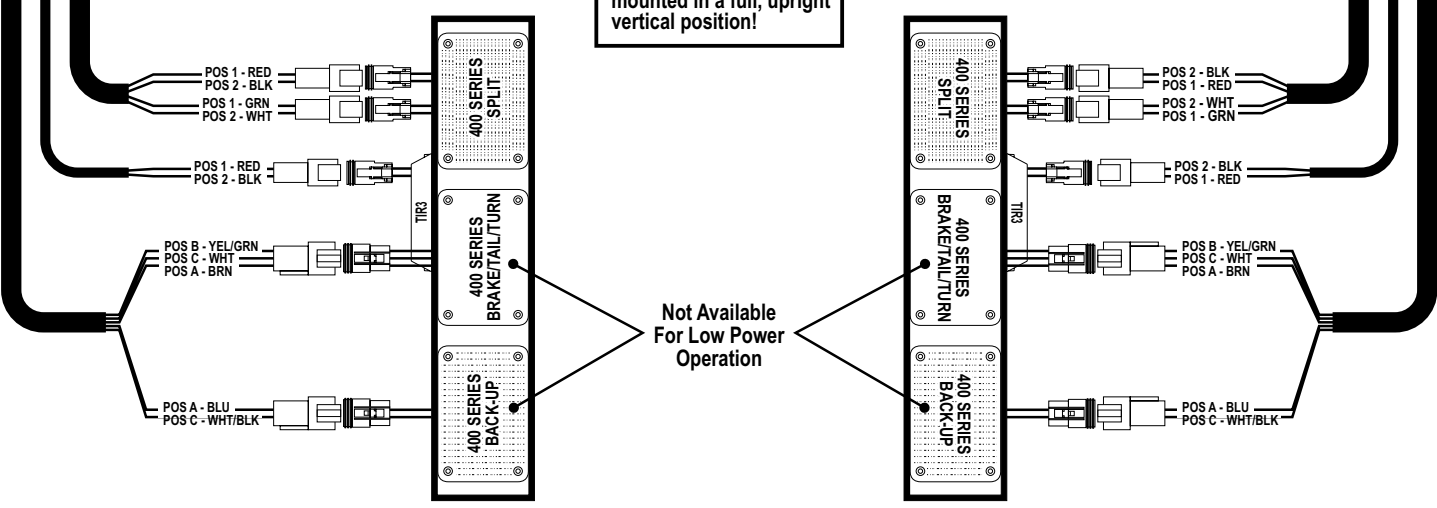 mounted in a full, upright
vertical position!
POS 1 - RED
POS 2 - BLK
POS 1 - GRN
POS 2 - WHT
400 SERIES
SPLIT
POS 1 - RED
POS 2 - BLK
TIR3
POS B - YEL/GRN
POS C - WHT
POS A - BRN
400 SERIES
BRAKE/TAIL/TURN
POS A - BLU
POS C - WHT/BLK
400 SERIES
BACK-UP
Not Available
For Low Power
Operation
400 SERIES
SPLIT
POS 2 - BLK
POS 1 - RED
POS 2 - WHT
POS 1 - GRN
POS 2 - BLK
POS 1 - RED
TIR3
400 SERIES
BRAKE/TAIL/TURN
POS B - YEL/GRN
POS C - WHT
POS A - BRN
400 SERIES
BACK-UP
POS A - BLU
POS C - WHT/BLK